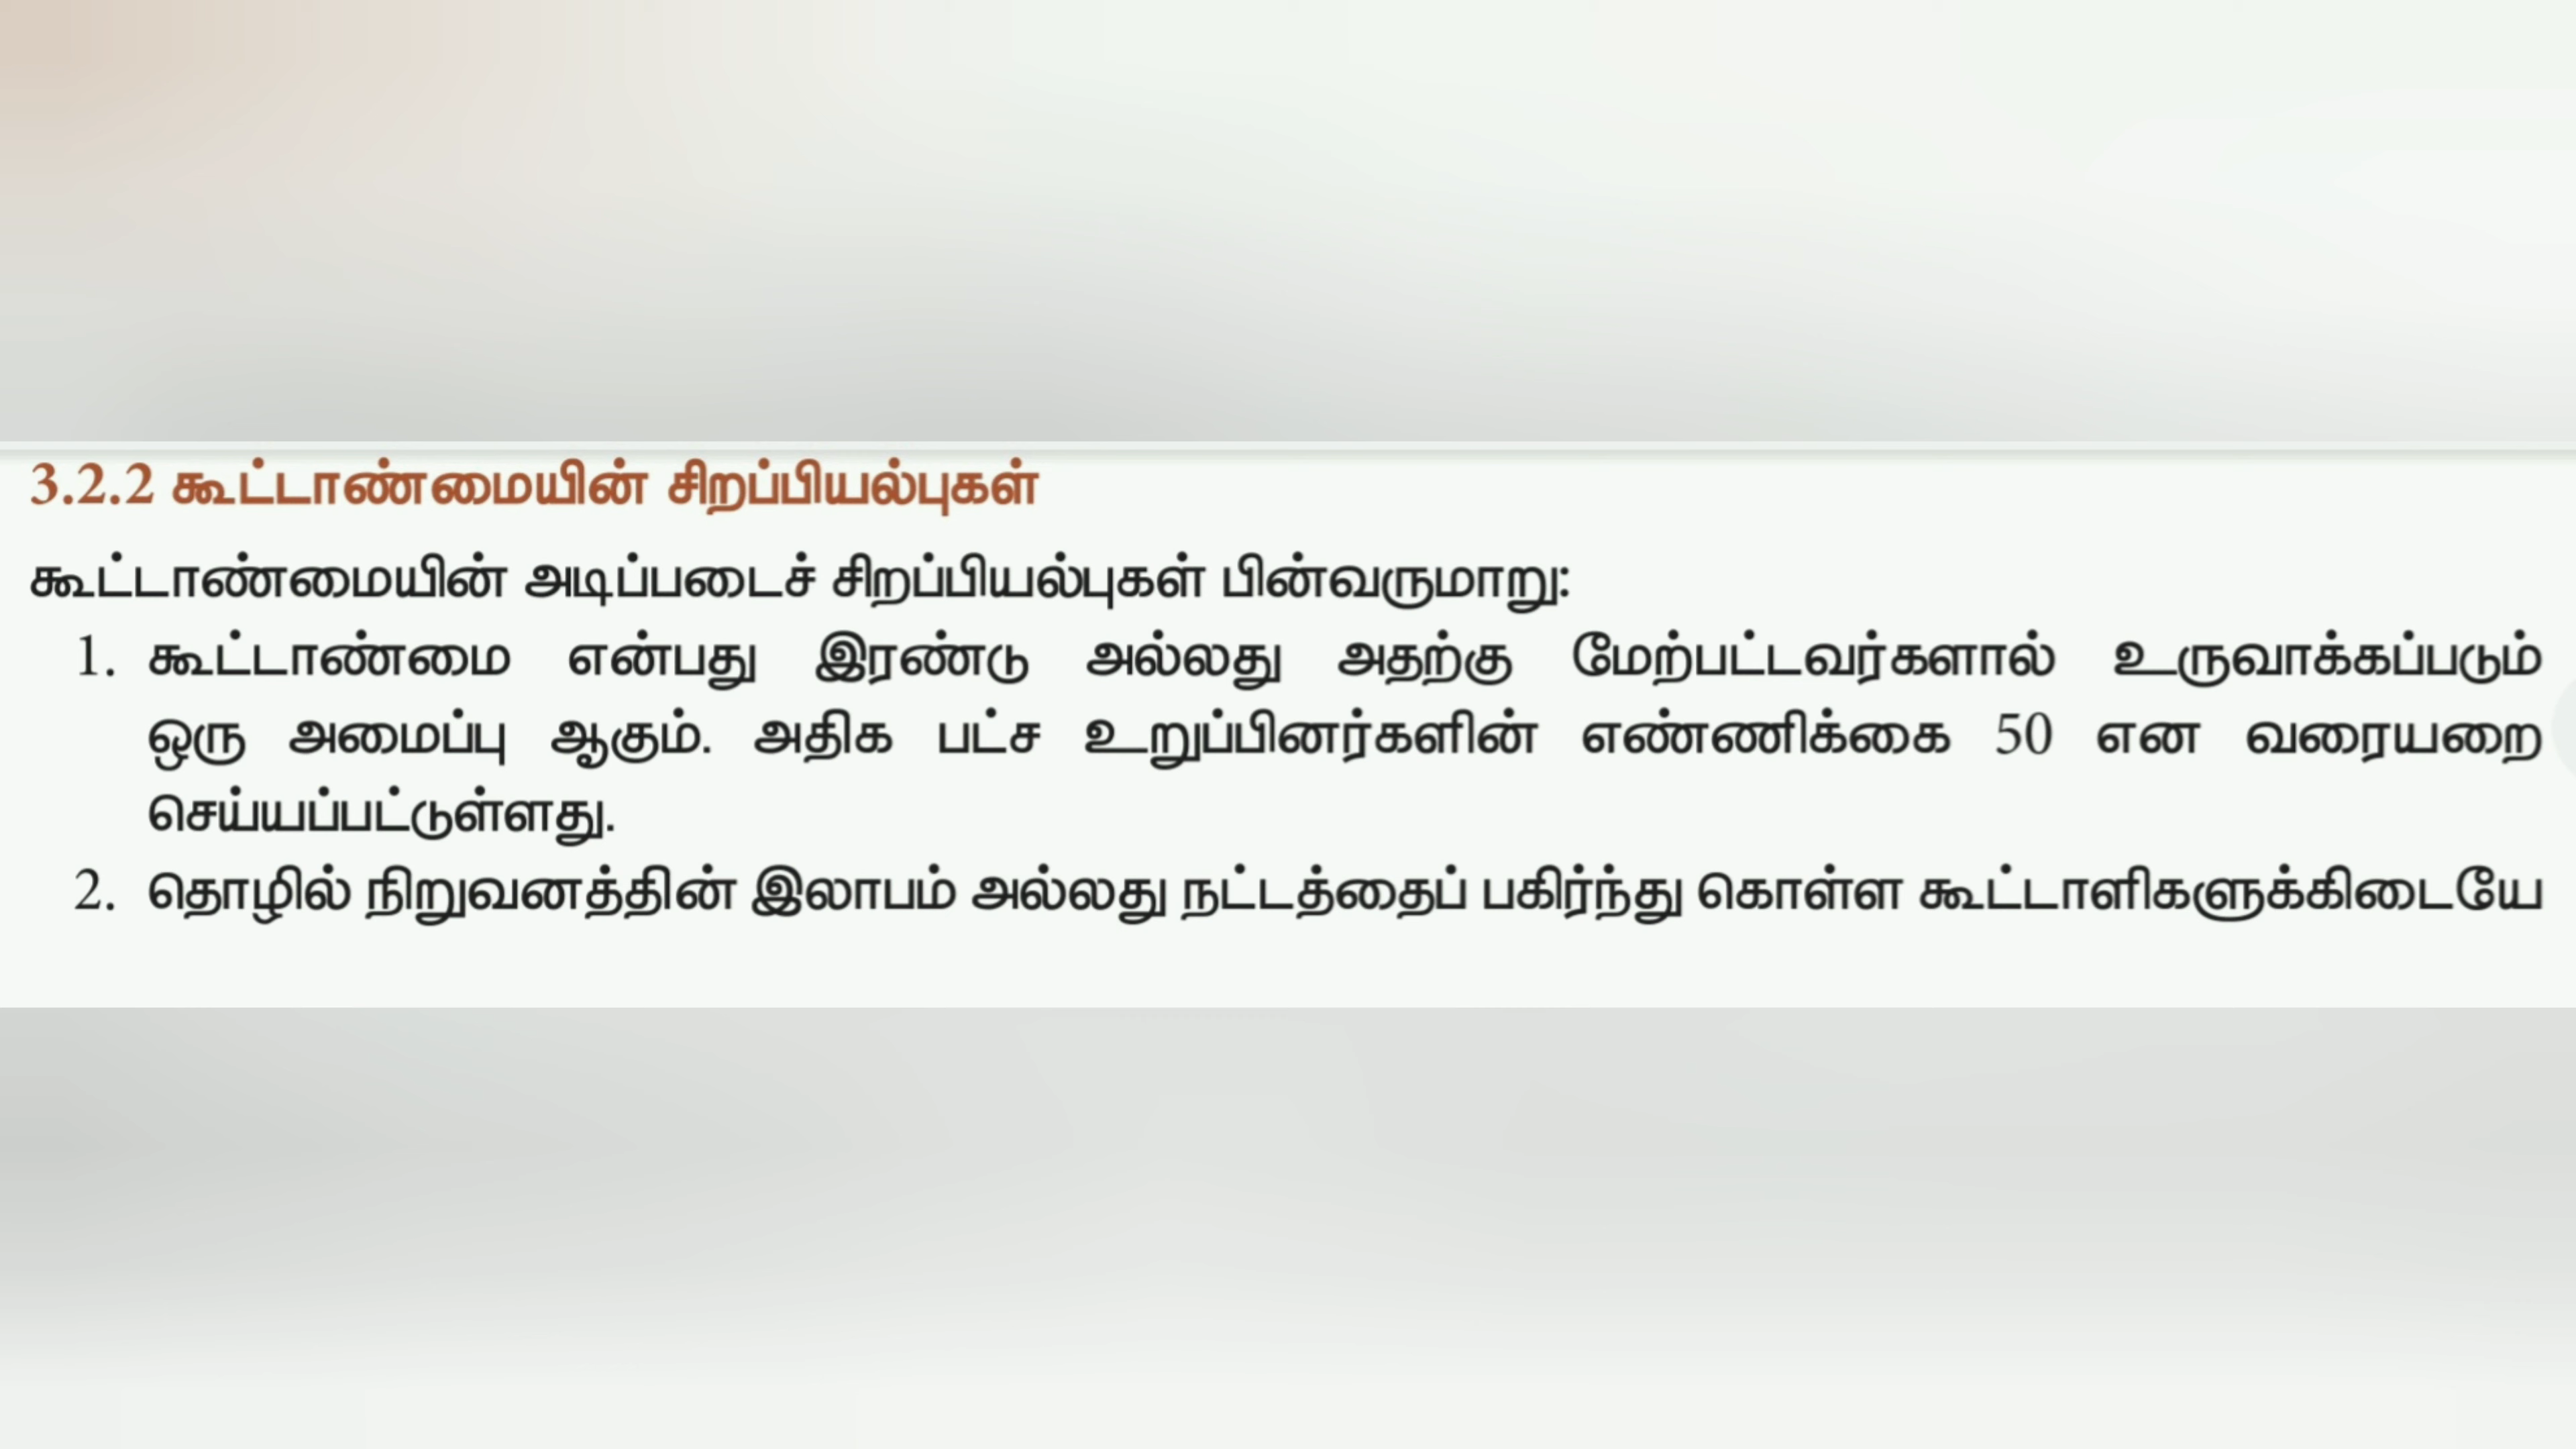 3.2.2 கூட்டாண்மையின் சிறப்பியல்புகள்
கூட்டாண்மையின் அடிப்படைச் சிறப்பியல்புகள் பின்வருமாறு:
1. கூட்டாண்மை என்பது இரண்டு அல்லது அதற்கு மேற்பட்டவர்களால் உருவாக்கப்படும்
ஒரு அமைப்பு ஆகும். அதிக பட்ச உறுப்பினர்களின் எண்ணிக்கை 50 என வரையறை
செய்யப்பட்டுள்ளது.
2. தொழில் நிறுவனத்தின் இலாபம் அல்லது நட்டத்தைப் பகிர்ந்து கொள்ள கூட்டாளிகளுக்கிடையே